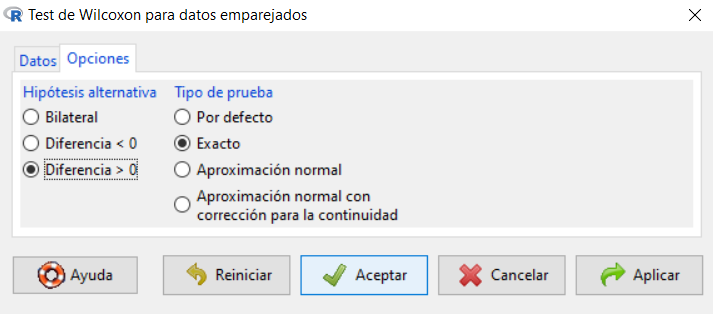 Test de Wilcoxon para datos emparejados
Datos
Opciones
Hipótesis alternativa
Bilateral
Diferencia < 0
Diferencia > 0
Tipo de prueba
Por defecto
Exacto
Aproximación normal
Aproximación normal con
corrección para la continuidad
Ayuda
Reiniciar
Aceptar
Cancelar
Aplicar